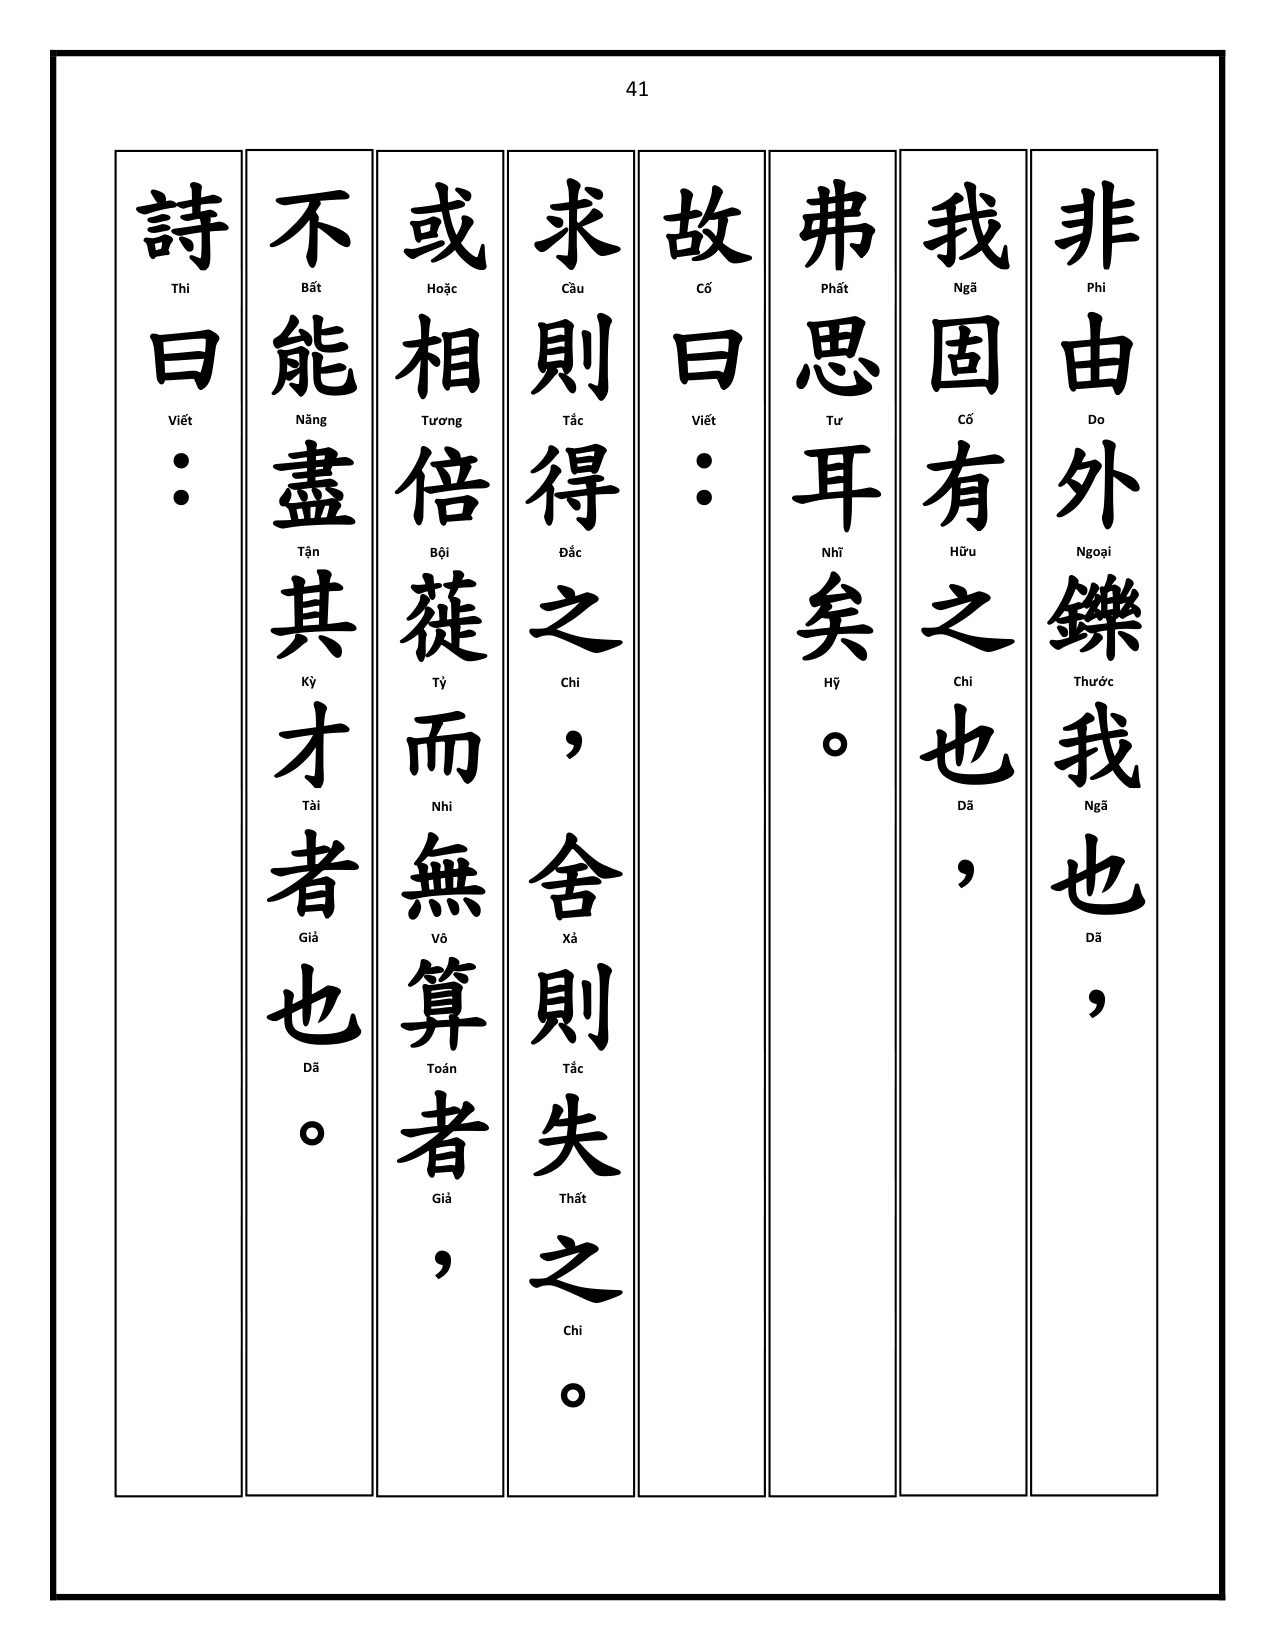 41
非由外鑠我也，
Phi Do Ngoại Thước Ngã Dã
我固有之也，
Ngã Cố Hữu Chi Dã
弗思耳矣。
Phất Tư Nhĩ Hỹ
故曰：
Cố Viết
求則得之，舍則失之。
Cầu Tắc Đắc Chi Xả Tắc Thất Chi
或相倍蓰而無算者，
Hoặc Tương Bội Tỷ Nhi Vô Toán Giả
不能盡其才者也。
Bất Năng Tận Kỳ Tài Giả Dã
詩曰：
Thi Viết